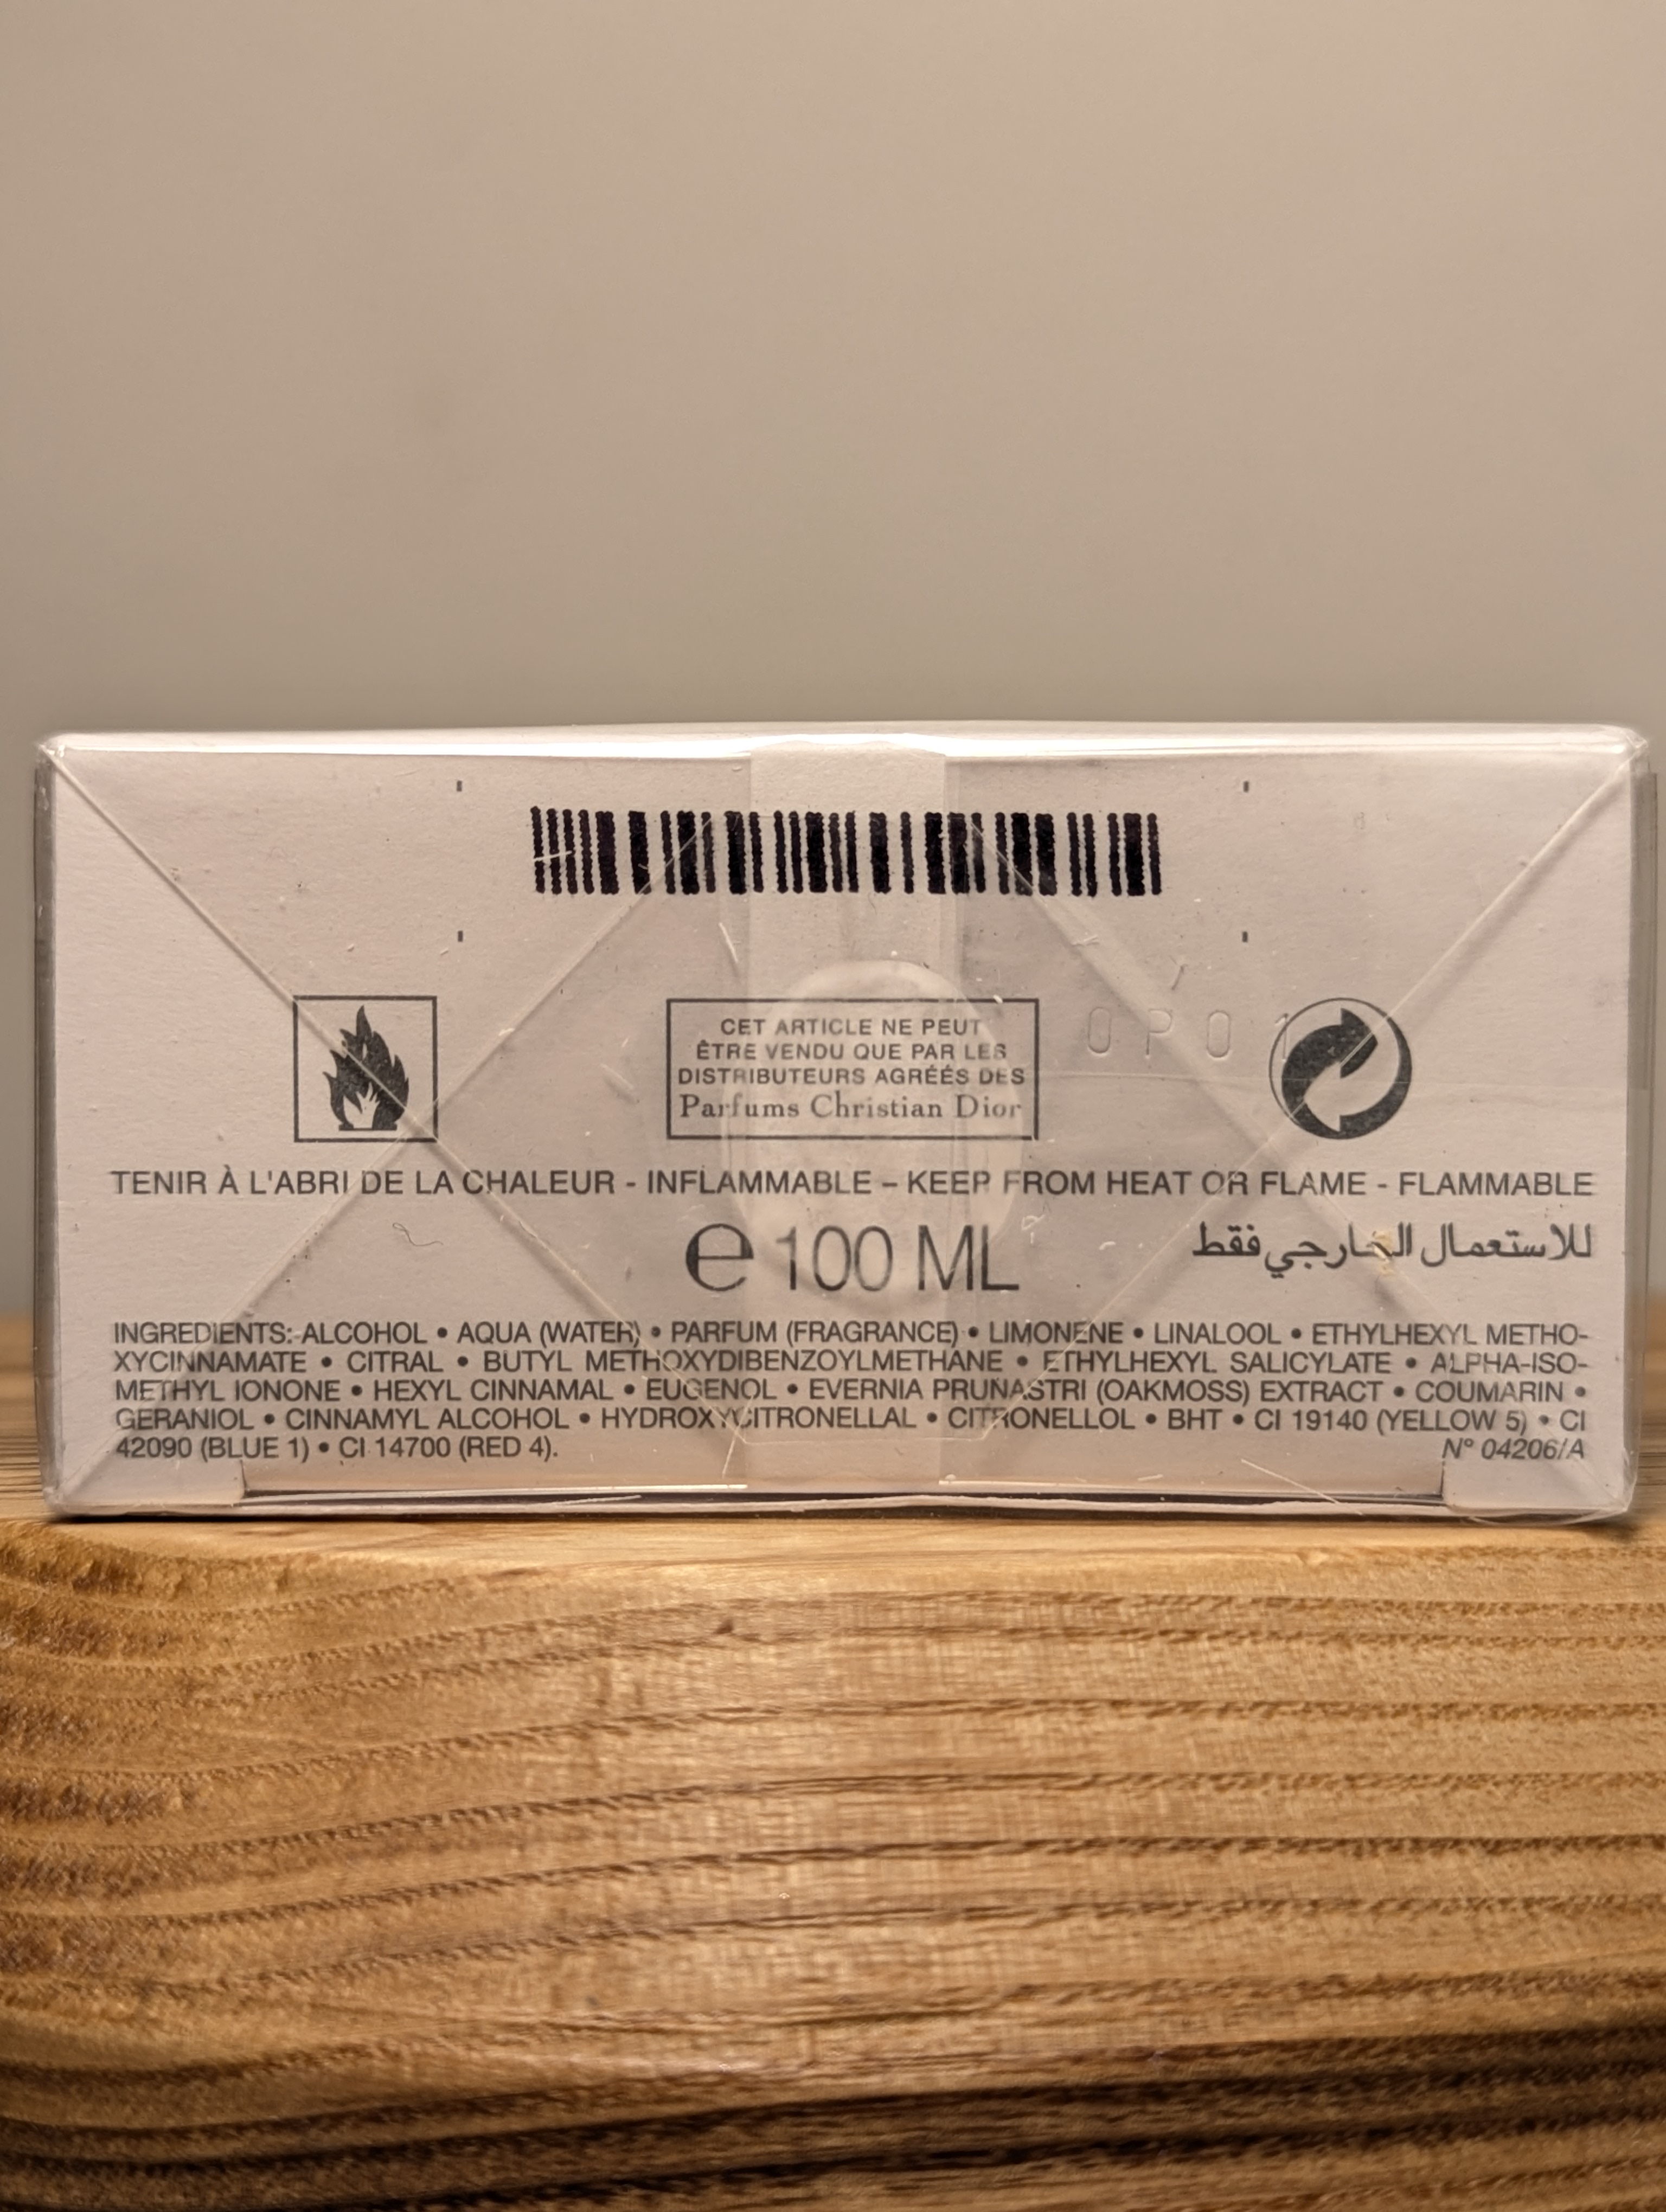 CET ARTICLE NE PEUT
ÊTRE VENDU QUE PAR LES
DISTRIBUTEURS AGRÉÉS DES
Parfums Christian Dior
0P01
TENIR À L'ABRI DE LA CHALEUR - INFLAMMABLE – KEEP FROM HEAT OR FLAME - FLAMMABLE
e 100 ML
للاستعمال الخارجي فقط
INGREDIENTS: ALCOHOL • AQUA (WATER) • PARFUM (FRAGRANCE) • LIMONENE • LINALOOL • ETHYLHEXYL METHO-
XYCINNAMATE • CITRAL • BUTYL METHOXYDIBENZOYLMETHANE • ETHYLHEXYL SALICYLATE • ALPHA-ISO-
METHYL IONONE • HEXYL CINNAMAL • EUGENOL • EVERNIA PRUNASTRI (OAKMOSS) EXTRACT • COUMARIN •
GERANIOL • CINNAMYL ALCOHOL • HYDROXYCITRONELLAL • CITRONELLOL • BHT • CI 19140 (YELLOW 5) • CI
42090 (BLUE 1) • CI 14700 (RED 4).
N° 04206/A